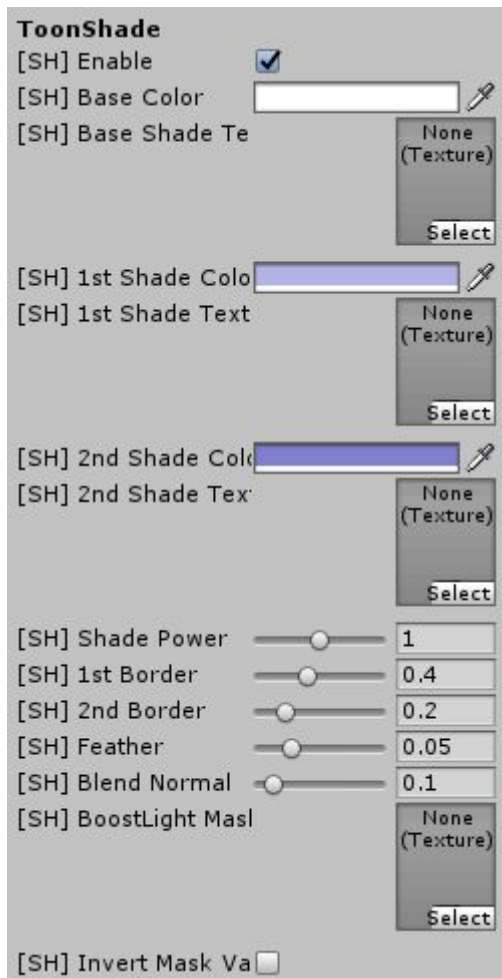 ToonShade
[SH] Enable
[SH] Base Color
[SH] Base Shade Te
None
(Texture)
Select
[SH] 1st Shade Colo
[SH] 1st Shade Text
None
(Texture)
Select
[SH] 2nd Shade Col
[SH] 2nd Shade Tex
None
(Texture)
Select
[SH] Shade Power 1
[SH] 1st Border 0.4
[SH] 2nd Border 0.2
[SH] Feather 0.05
[SH] Blend Normal 0.1
[SH] BoostLight Mas
None
(Texture)
Select
[SH] Invert Mask Va